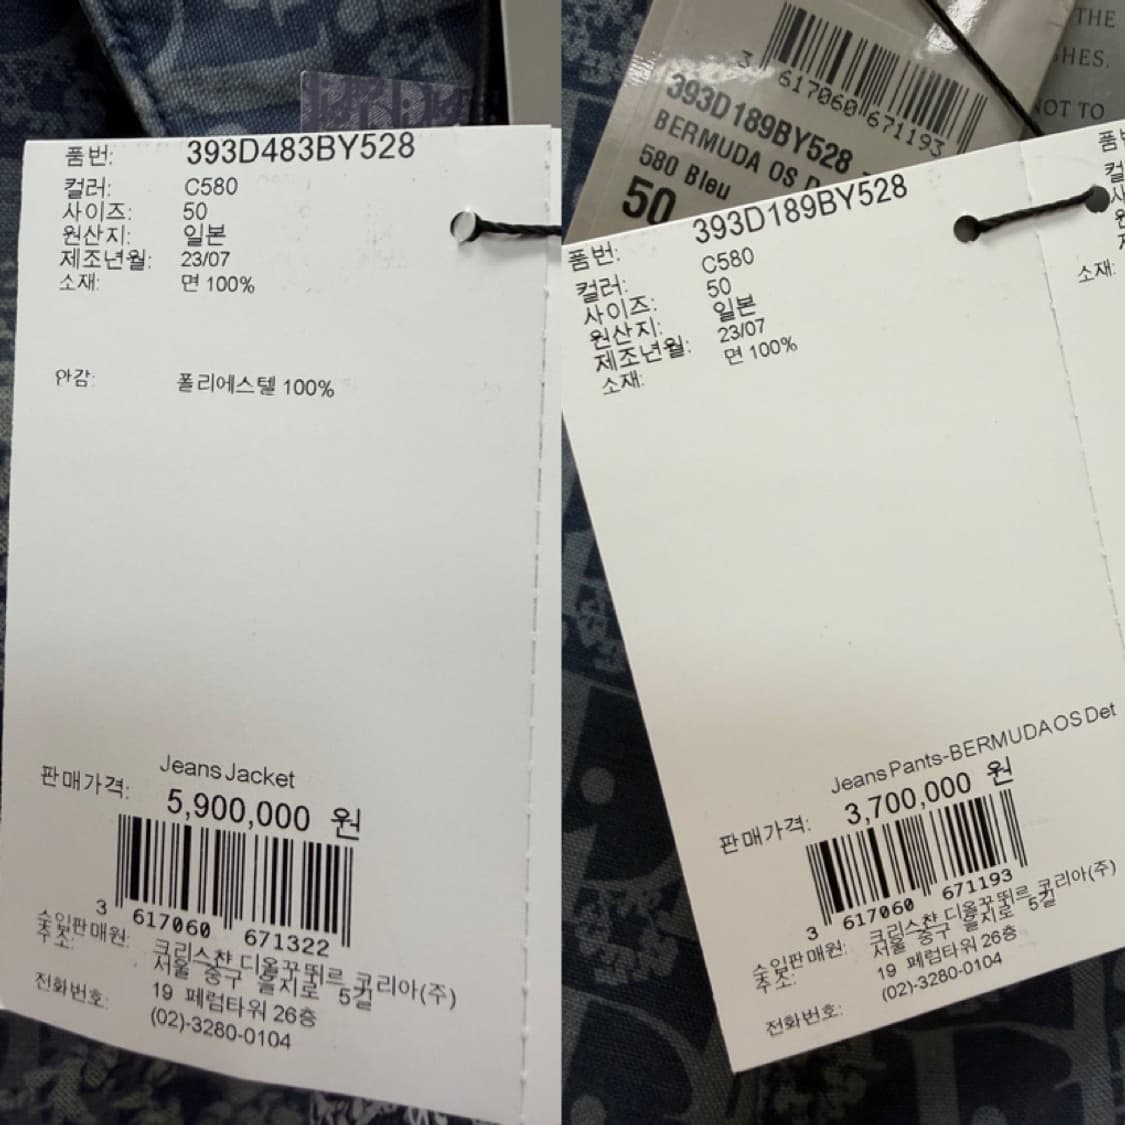 품번: 393D483BY528
컬러: C580
사이즈: 50
원산지: 일본
제조년월: 23/07
소재: 면 100%
안감: 폴리에스텔 100%
Jeans Jacket
판매가격: 5,900,000 원
3 617060 671322
수입판매원: 크리스챤 디올꾸뛰르 코리아(주)
주소: 서울 중구 을지로 5길
19 페럼타워 26층
전화번호: (02)-3280-0104
THE
HES.
NOT TO
3 617060 671193
393D189BY528
BERMUDA OS D
580 Bleu
50
품번: 393D189BY528
컬러: C580
사이즈: 50
원산지: 일본
제조년월: 23/07
소재: 면 100%
소재:
Jeans Pants-BERMUDA OS Det
판매가격: 3,700,000 원
3 617060 671193
수입판매원: 크리스챤 디올꾸뛰르 코리아(주)
주소: 서울 중구 을지로 5길
19 페럼타워 26층
전화번호: (02)-3280-0104